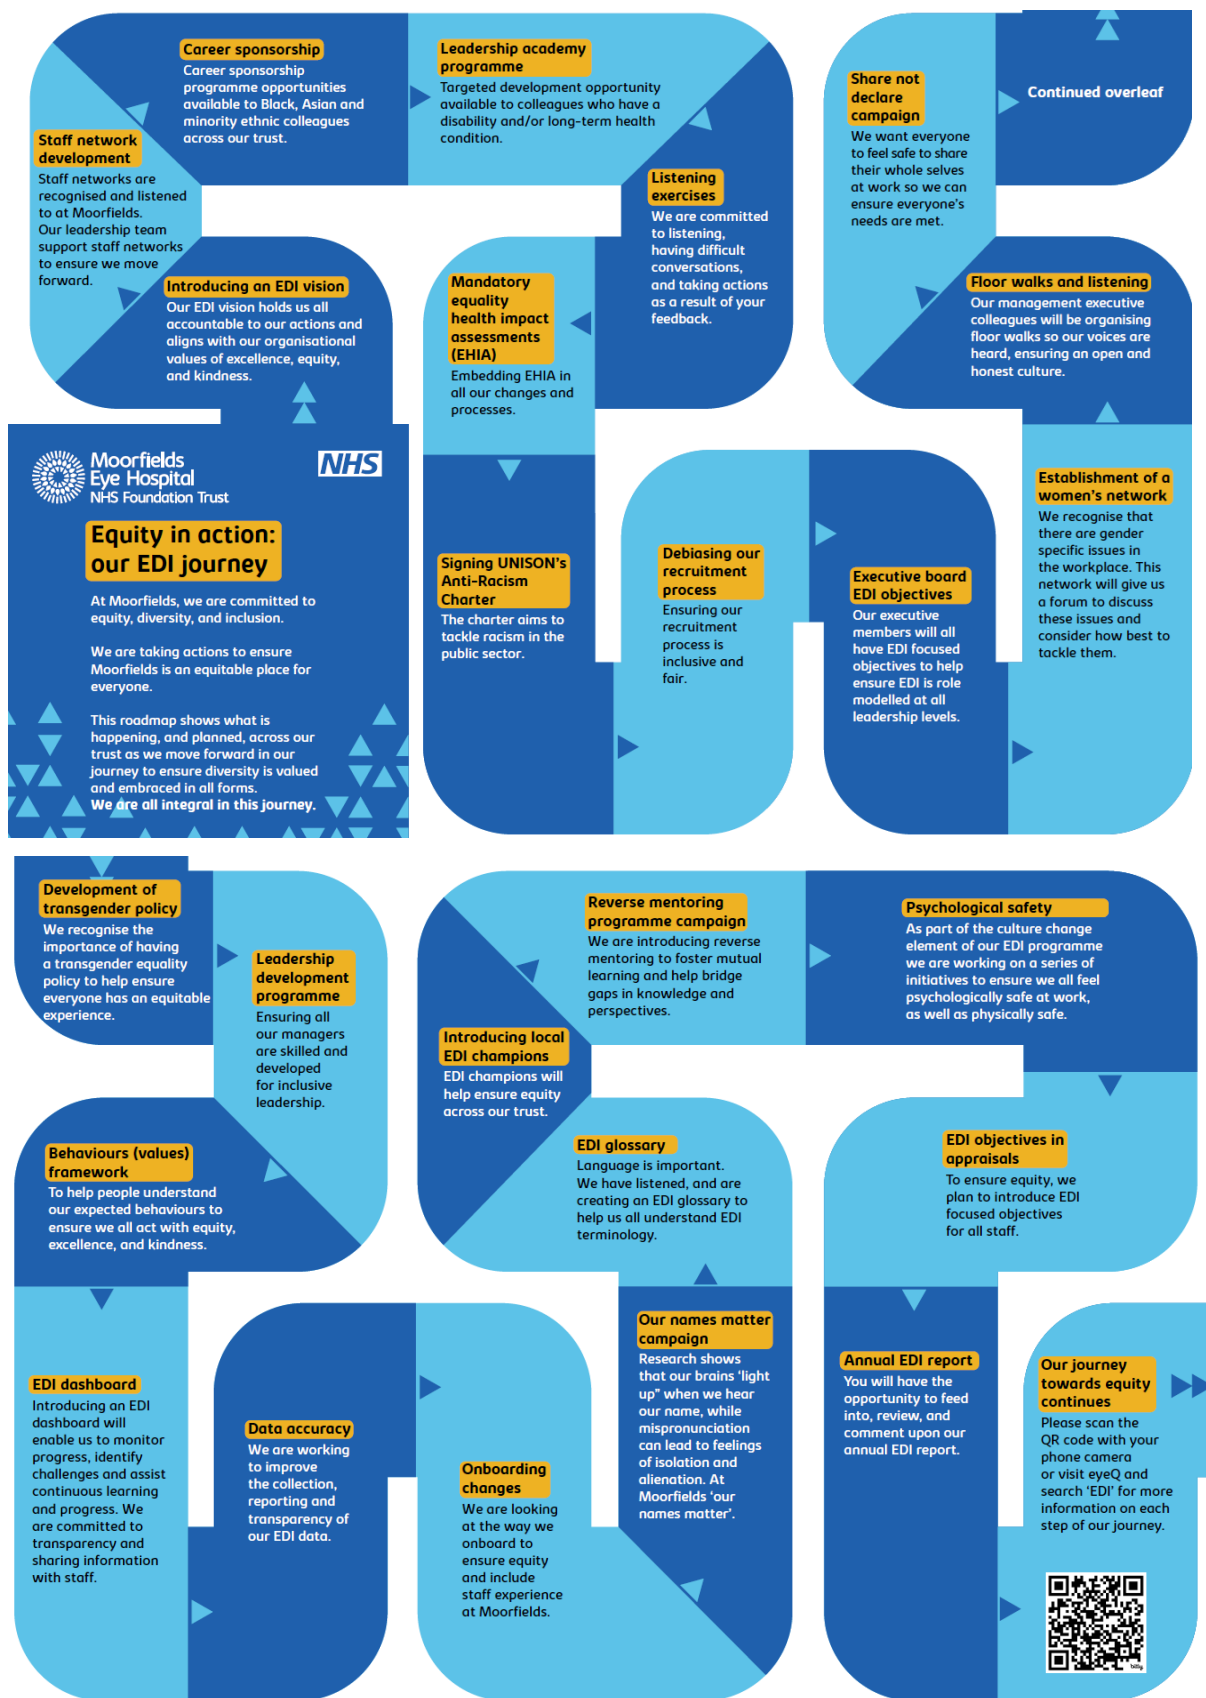 Moorfields
Eye Hospital
NHS Foundation Trust
NHS
Equity in action:
our EDI journey
At Moorfields, we are committed to
equity, diversity, and inclusion.
We are taking actions to ensure
Moorfields is an equitable place for
everyone.
This roadmap shows what is
happening, and planned, across our
trust as we move forward in our
journey to ensure diversity is valued
and embraced in all forms.
We are all integral in this journey.
Introducing an EDI vision
Our EDI vision holds us all
accountable to our actions and
aligns with our organisational
values of excellence, equity,
and kindness.
Staff network
development
Staff networks are
recognised and listened
to at Moorfields.
Our leadership team
support staff networks
to ensure we move
forward.
Career sponsorship
Career sponsorship
programme opportunities
available to Black, Asian and
minority ethnic colleagues
across our trust.
Leadership academy
programme
Targeted development opportunity
available to colleagues who have a
disability and/or long-term health
condition.
Listening
exercises
We are committed
to listening,
having difficult
conversations,
and taking actions
as a result of your
feedback.
Mandatory
equality
health impact
assessments
(EHIA)
Embedding EHIA in
all our changes and
processes.
Signing UNISON's
Anti-Racism
Charter
The charter aims to
tackle racism in the
public sector.
Debiasing our
recruitment
process
Ensuring our
recruitment
process is
inclusive and
fair.
Executive board
EDI objectives
Our executive
members will all
have EDI focused
objectives to help
ensure EDI is role
modelled at all
leadership levels.
Establishment of a
women's network
We recognise that
there are gender
specific issues in
the workplace. This
network will give us
a forum to discuss
these issues and
consider how best to
tackle them.
Floor walks and listening
Our management executive
colleagues will be organising
floor walks so our voices are
heard, ensuring an open and
honest culture.
Share not
declare
campaign
We want everyone
to feel safe to share
their whole selves
at work so we can
ensure everyone's
needs are met.
Continued overleaf
Development of
transgender policy
We recognise the
importance of having
a transgender equality
policy to help ensure
everyone has an equitable
experience.
Leadership
development
programme
Ensuring all
our managers
are skilled and
developed
for inclusive
leadership.
Behaviours (values)
framework
To help people understand
our expected behaviours to
ensure we all act with equity,
excellence, and kindness.
EDI dashboard
Introducing an EDI
dashboard will
enable us to monitor
progress, identify
challenges and assist
continuous learning
and progress. We
are committed to
transparency and
sharing information
with staff.
Data accuracy
We are working
to improve
the collection,
reporting and
transparency of
our EDI data.
Onboarding
changes
We are looking
at the way we
onboard to
ensure equity
and include
staff experience
at Moorfields.
Our names matter
campaign
Research shows
that our brains 'light
up" when we hear
our name, while
mispronunciation
can lead to feelings
of isolation and
alienation. At
Moorfields 'our
names matter'.
EDI glossary
Language is important.
We have listened, and are
creating an EDI glossary to
help us all understand EDI
terminology.
Introducing local
EDI champions
EDI champions will
help ensure equity
across our trust.
Reverse mentoring
programme campaign
We are introducing reverse
mentoring to foster mutual
learning and help bridge
gaps in knowledge and
perspectives.
Psychological safety
As part of the culture change
element of our EDI programme
we are working on a series of
initiatives to ensure we all feel
psychologically safe at work,
as well as physically safe.
EDI objectives in
appraisals
To ensure equity, we
plan to introduce EDI
focused objectives
for all staff.
Annual EDI report
You will have the
opportunity to feed
into, review, and
comment upon our
annual EDI report.
Our journey
towards equity
continues
Please scan the
QR code with your
phone camera
or visit eyeQ and
search 'EDI' for more
information on each
step of our journey.
bitly